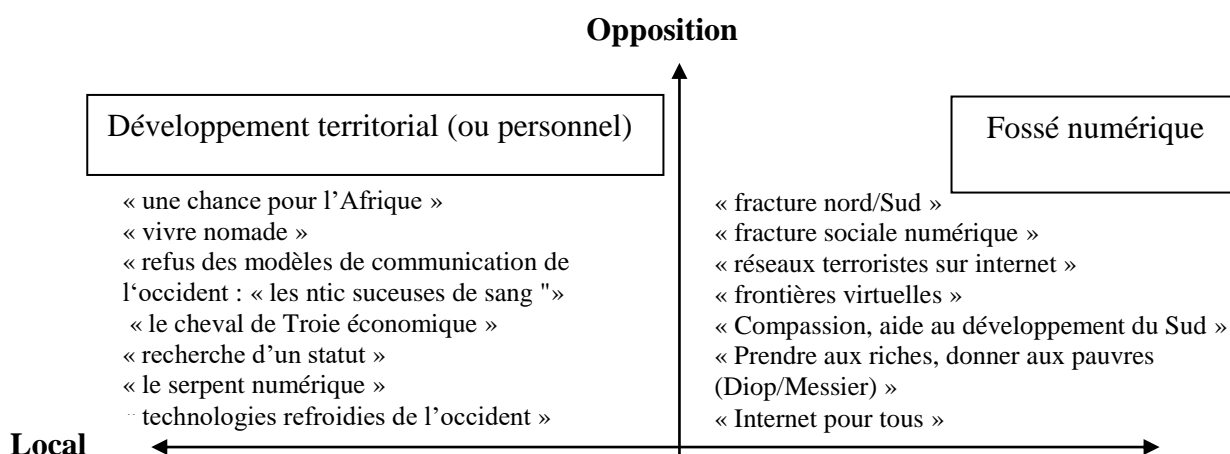 Opposition
Développement territorial (ou personnel)
« une chance pour l’Afrique »
« vivre nomade »
« refus des modèles de communication de
l‘occident : « les ntic suceuses de sang "»
« le cheval de Troie économique »
« recherche d’un statut »
« le serpent numérique »
technologies refroidies de l’occident »
Fossé numérique
« fracture nord/Sud »
« fracture sociale numérique »
« réseaux terroristes sur internet »
« frontières virtuelles »
« Compassion, aide au développement du Sud »
« Prendre aux riches, donner aux pauvres
(Diop/Messier) »
« Internet pour tous »
Local